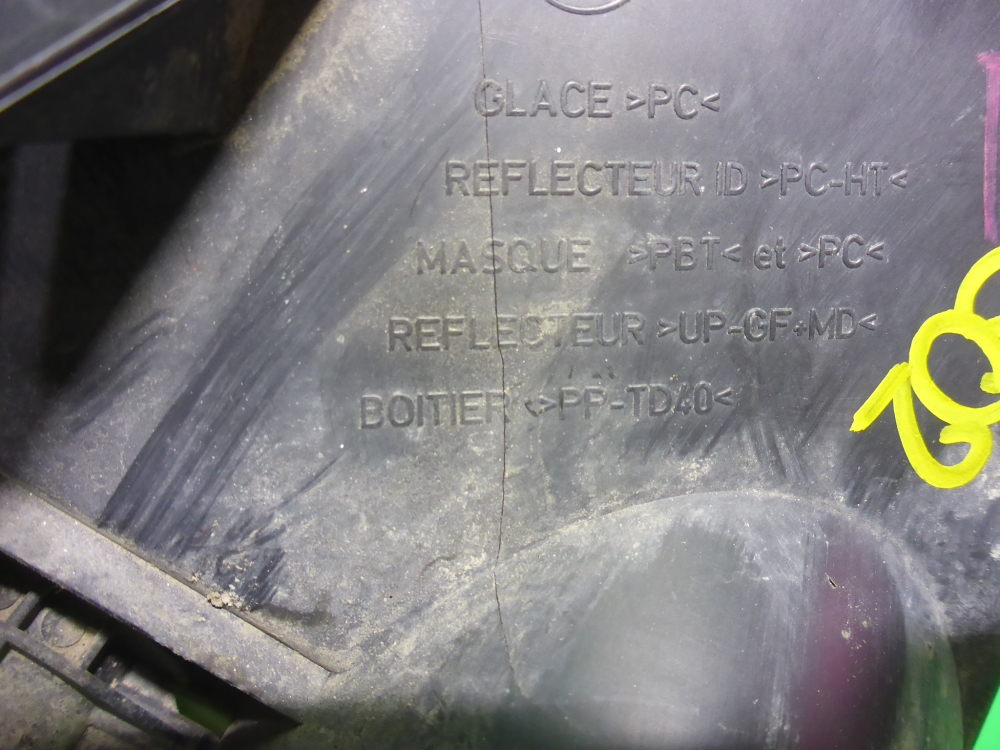 GLACE >PC<
REFLECTEUR ID >PC-HT<
MASQUE >PBT< et >PC<
REFLECTEUR >UP-GF+MD<
BOITIER <>PP-TD40<